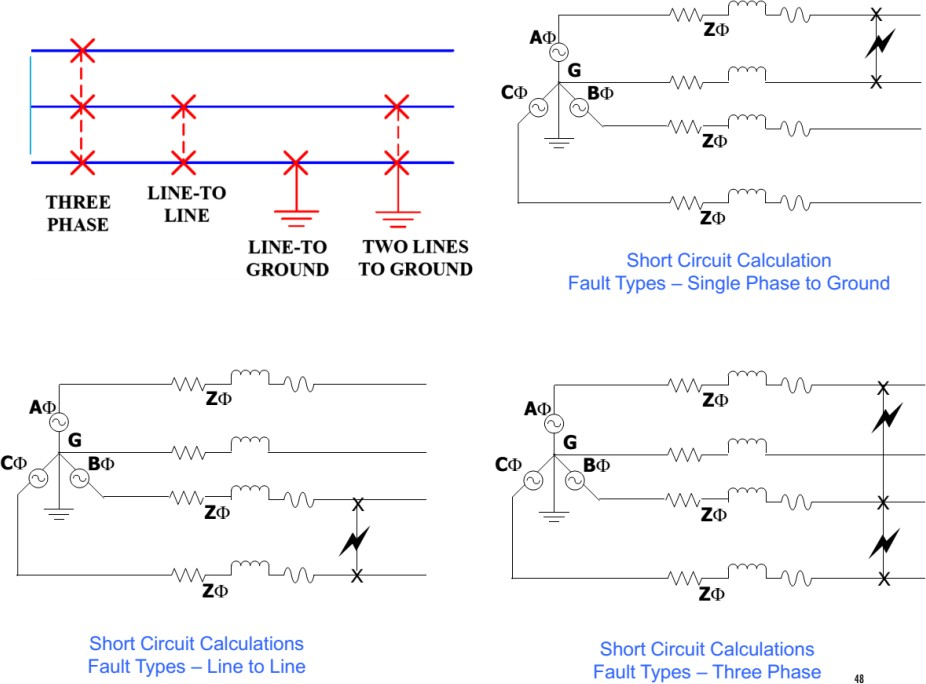 THREE
PHASE
LINE-TO
LINE
LINE-TO
GROUND
TWO LINES
TO GROUND
AΦ
G
CΦ
BΦ
ZΦ
ZΦ
ZΦ
Short Circuit Calculation
Fault Types – Single Phase to Ground
AΦ
G
CΦ
BΦ
ZΦ
ZΦ
ZΦ
Short Circuit Calculations
Fault Types – Line to Line
AΦ
G
CΦ
BΦ
ZΦ
ZΦ
ZΦ
Short Circuit Calculations
Fault Types – Three Phase
48